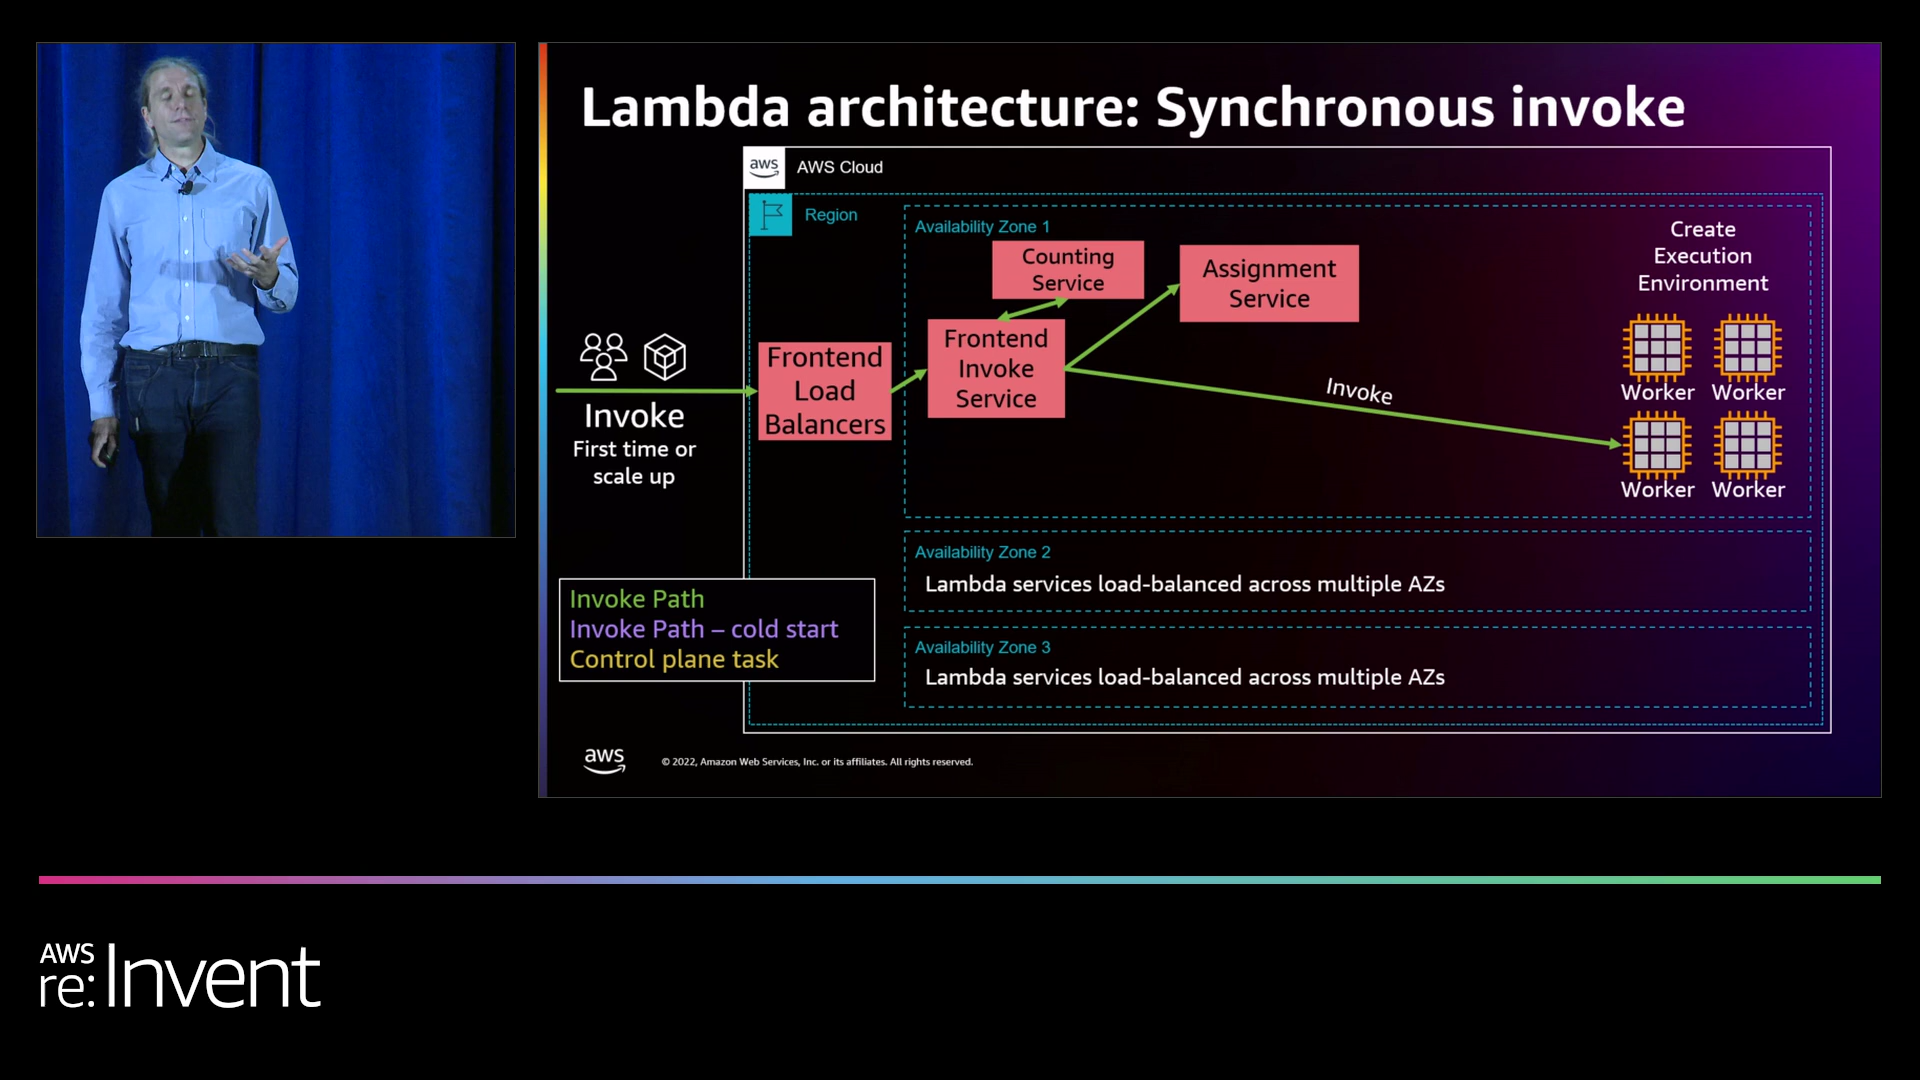 Lambda architecture: Synchronous invoke
aws
AWS Cloud
Region
Availability Zone 1
Counting
Service
Assignment
Service
Create
Execution
Environment
Frontend
Invoke
Service
Frontend
Load
Balancers
Invoke
First time or
scale up
Invoke
Worker
Worker
Worker
Worker
Availability Zone 2
Lambda services load-balanced across multiple AZs
Availability Zone 3
Lambda services load-balanced across multiple AZs
Invoke Path
Invoke Path – cold start
Control plane task
aws
© 2022, Amazon Web Services, Inc. or its affiliates. All rights reserved.
AWS
re:Invent